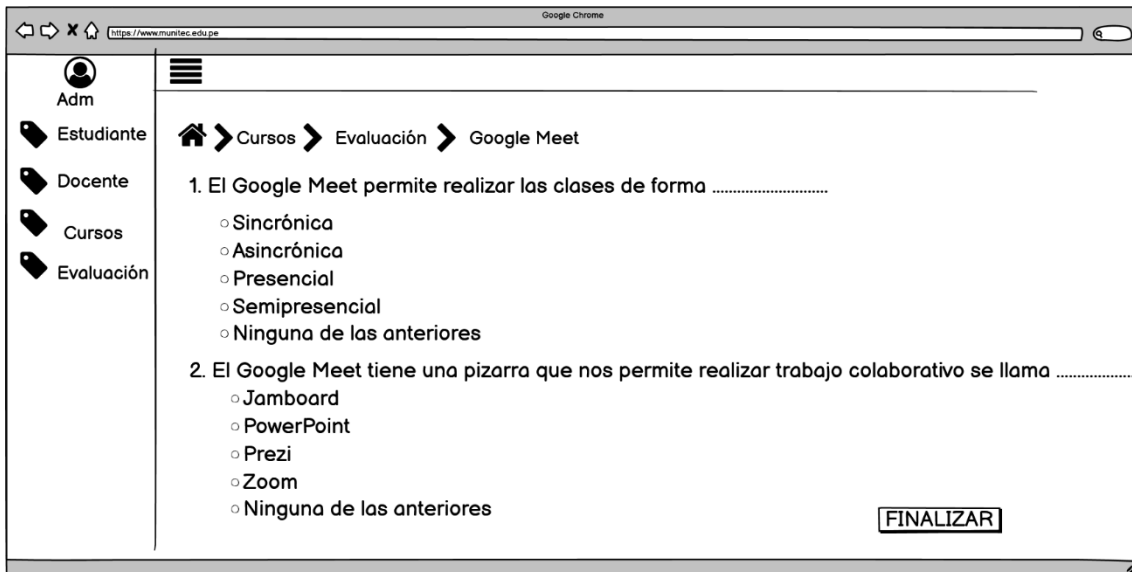 Google Chrome
https://www.munitec.edu.pe
Adm
Estudiante
Docente
Cursos
Evaluación
Cursos Evaluación Google Meet
1. El Google Meet permite realizar las clases de forma ............................
Sincrónica
Asincrónica
Presencial
Semipresencial
Ninguna de las anteriores
2. El Google Meet tiene una pizarra que nos permite realizar trabajo colaborativo se llama ..................
Jamboard
PowerPoint
Prezi
Zoom
Ninguna de las anteriores
FINALIZAR